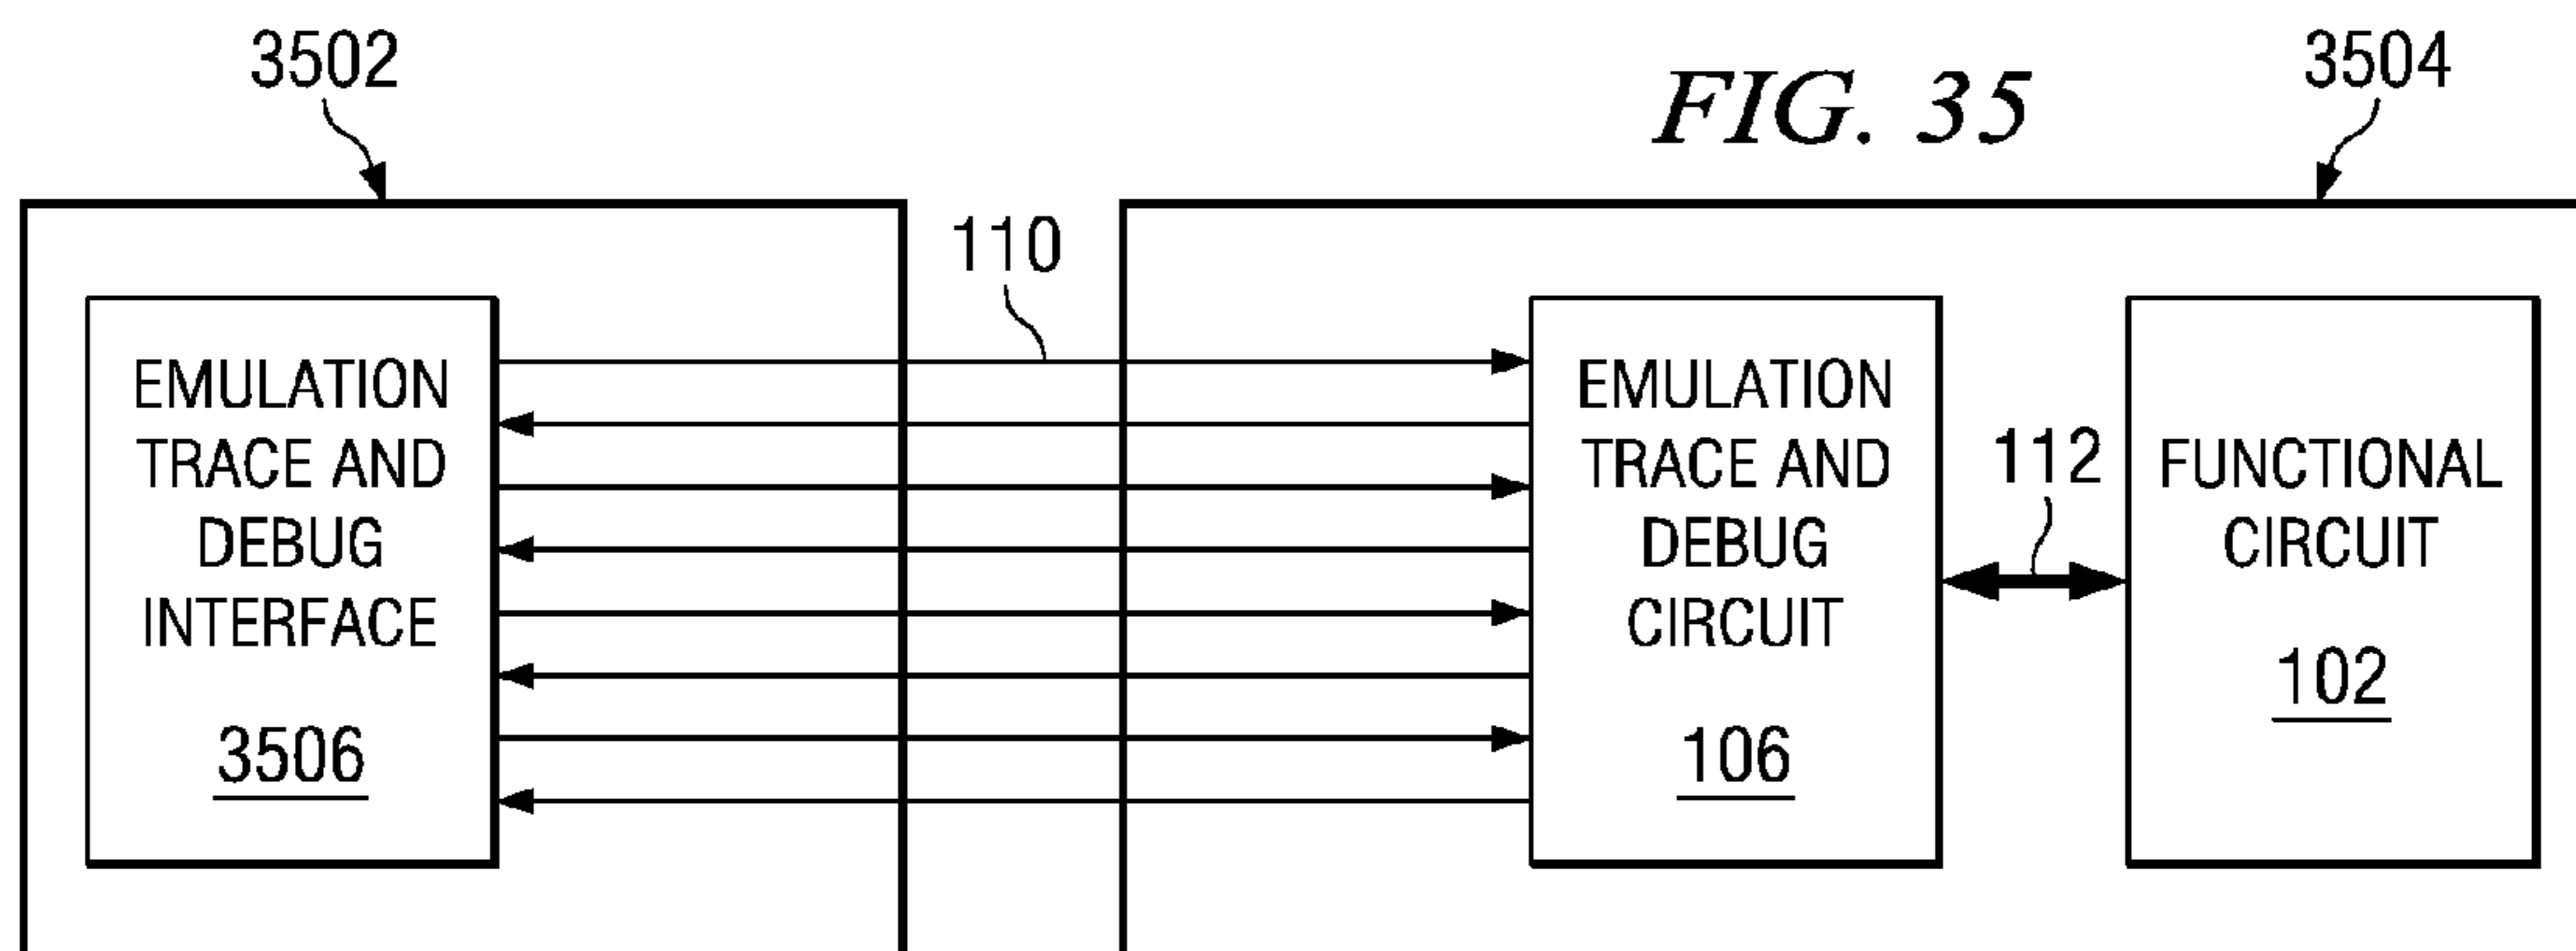 3502
FIG. 35
3504
110
EMULATION
TRACE AND
DEBUG
INTERFACE
3506
EMULATION
TRACE AND
DEBUG
CIRCUIT
106
112
FUNCTIONAL
CIRCUIT
102